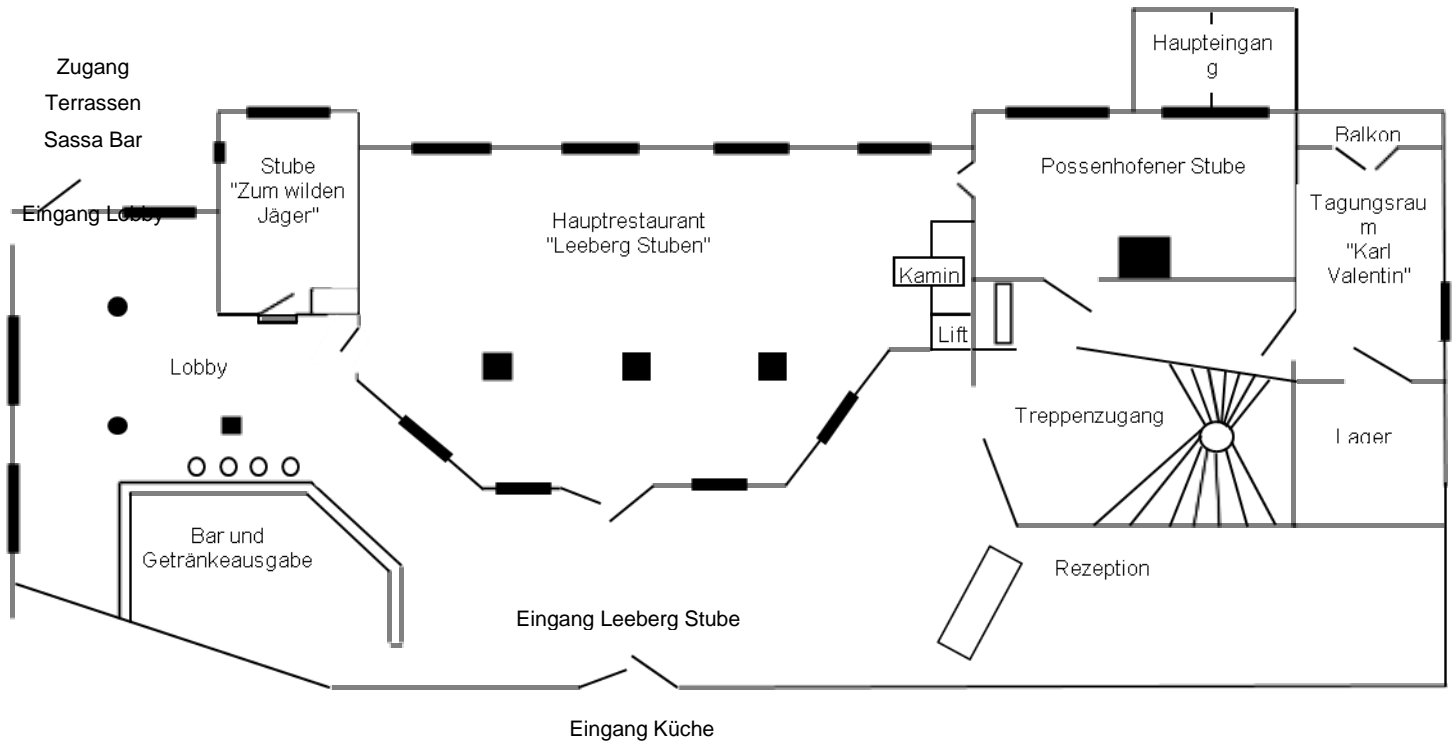 Zugang
Terrassen
Sassa Bar
Eingang Lobby
Stube
"Zum wilden
Jäger"
Hauptrestaurant
"Leeberg Stuben"
Haupteingan
g
Possenhofener Stube
Balkon
Tagungsrau
m
"Karl
Valentin"
Kamin
Lift
Lobby
Treppenzugang
Lager
Bar und
Getränkeausgabe
Rezeption
Eingang Leeberg Stube
Eingang Küche